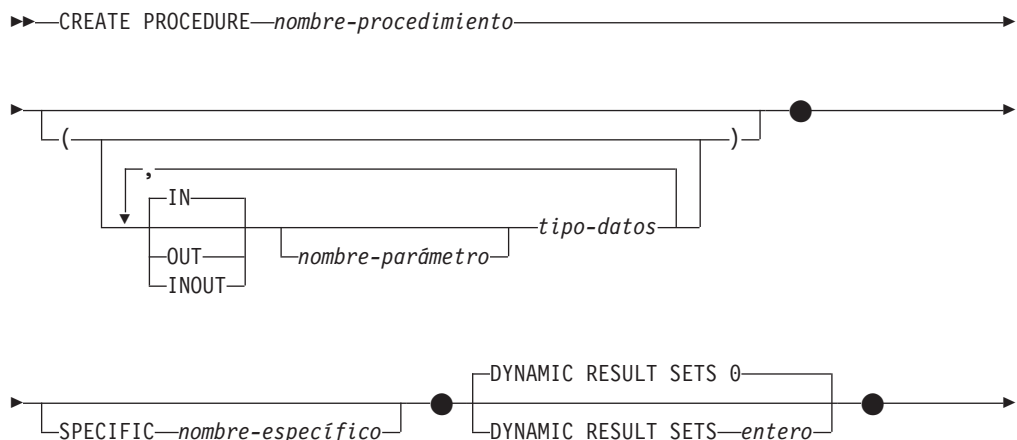 CREATE PROCEDURE nombre-procedimiento
( )
,
IN
tipo-datos
OUT nombre-parámetro
INOUT
DYNAMIC RESULT SETS 0
SPECIFIC nombre-específico DYNAMIC RESULT SETS entero